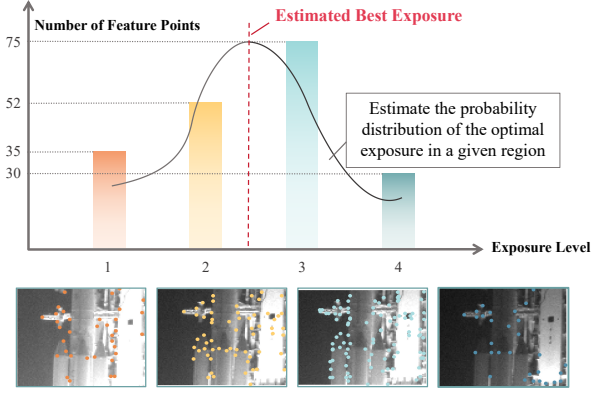 Estimated Best Exposure
Number of Feature Points
75
52
35
30
Estimate the probability
distribution of the optimal
exposure in a given region
Exposure Level
1
2
3
4